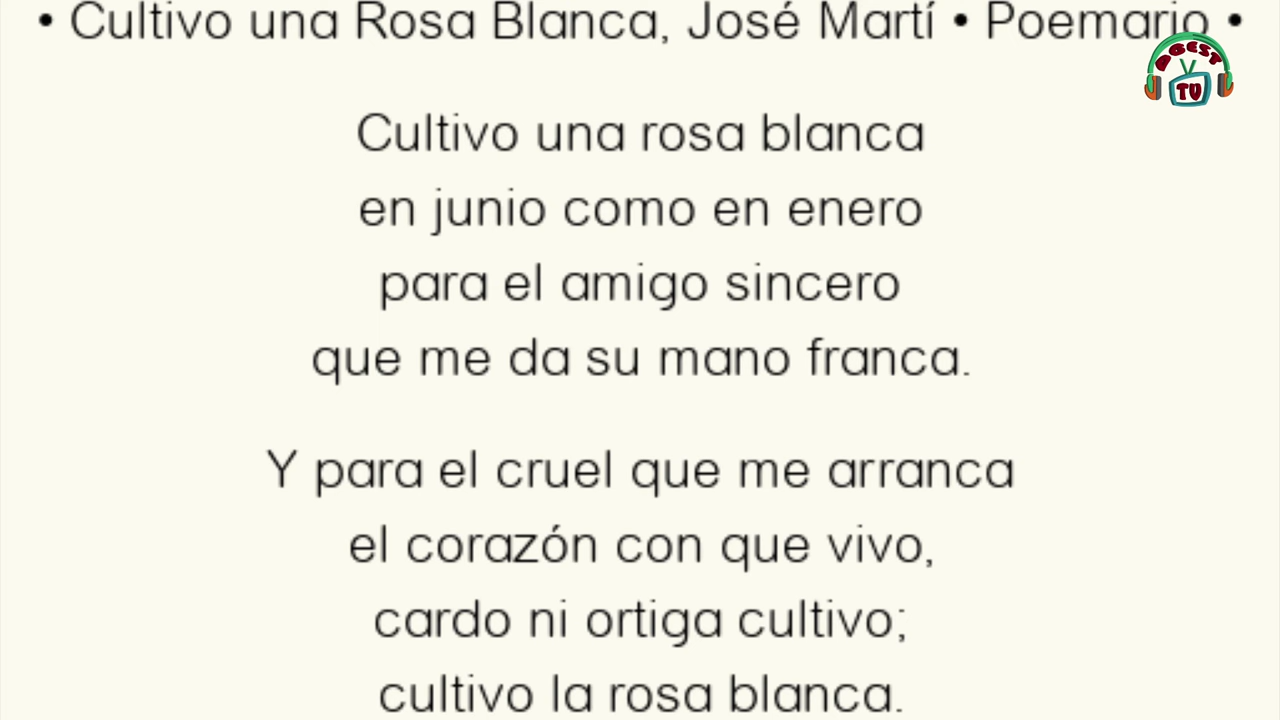 • Cultivo una Rosa Blanca, José Martí • Poemario •
ABEST
TV
Cultivo una rosa blanca
en junio como en enero
para el amigo sincero
que me da su mano franca.
Y para el cruel que me arranca
el corazón con que vivo,
cardo ni ortiga cultivo;
cultivo la rosa blanca.